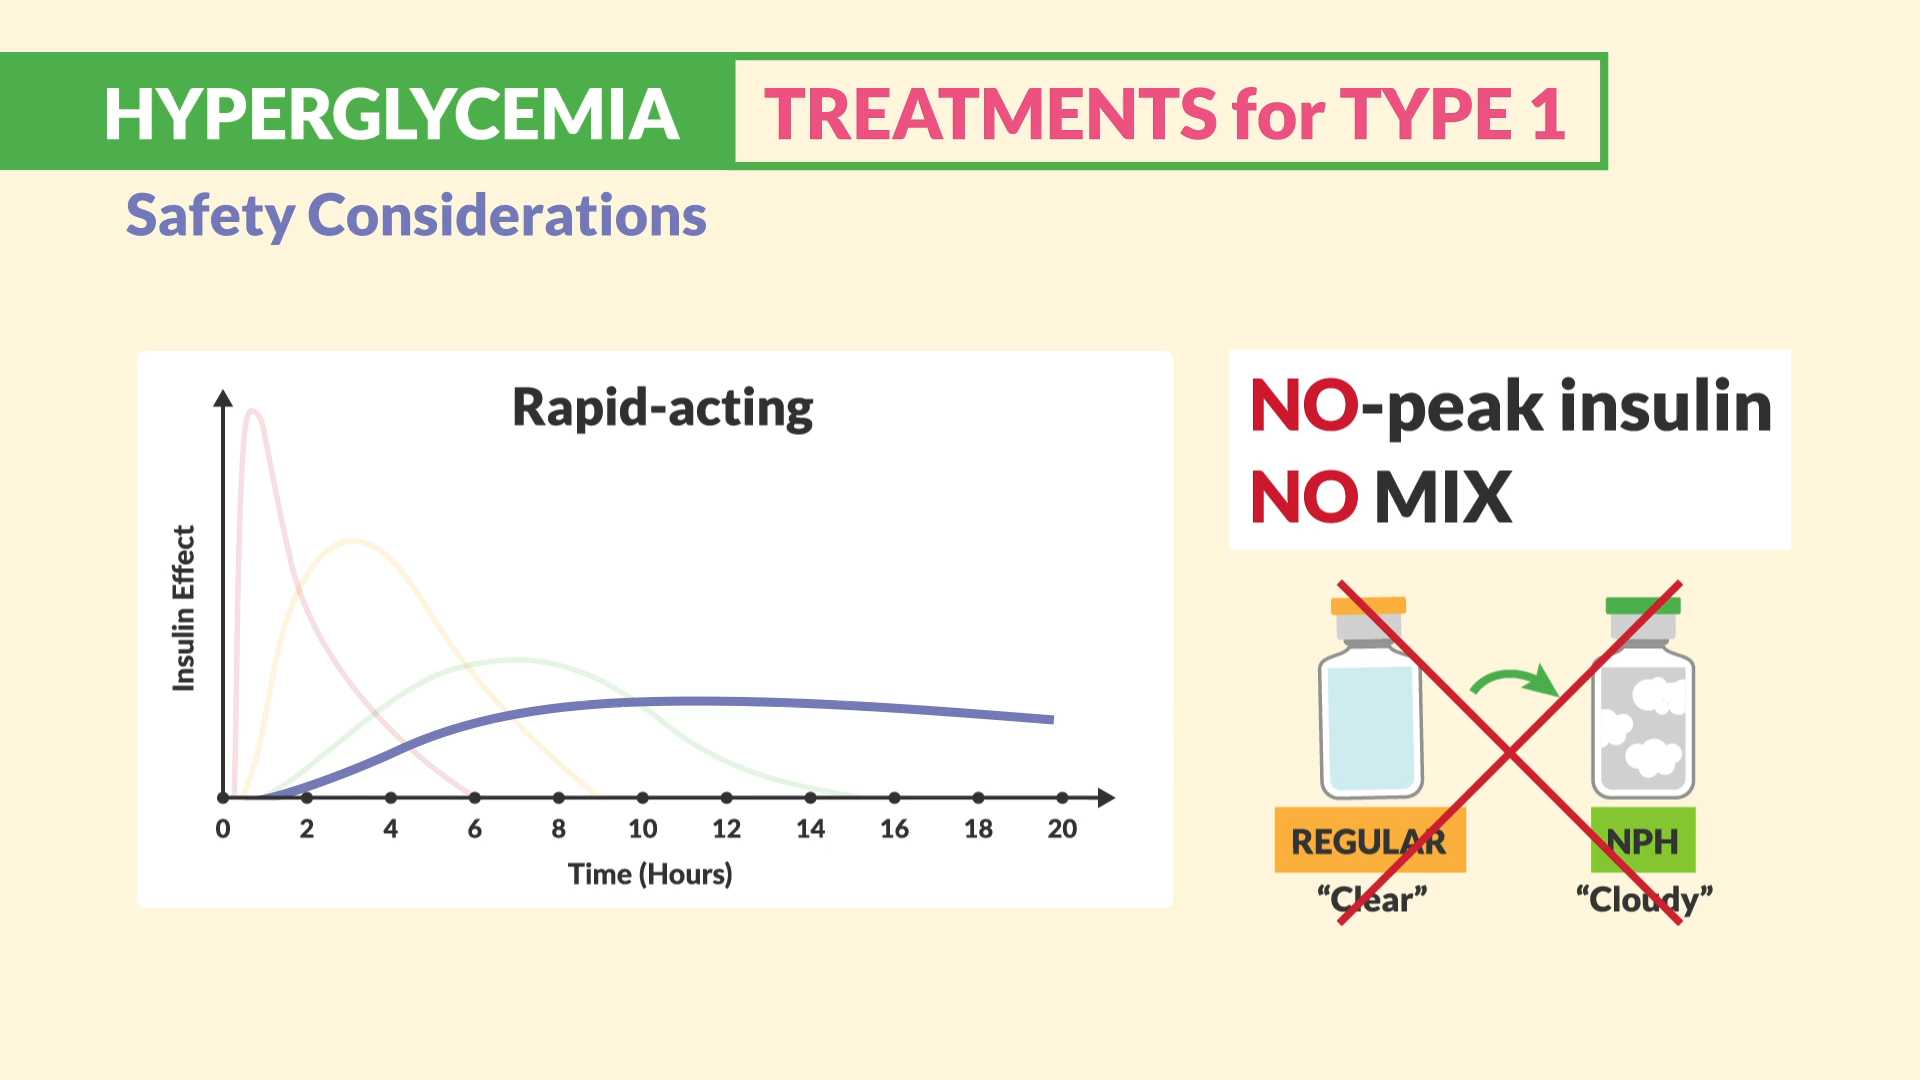 HYPERGLYCEMIA TREATMENTS for TYPE 1
Safety Considerations
Rapid-acting
Insulin Effect
0 2 4 6 8 10 12 14 16 18 20
Time (Hours)
NO-peak insulin
NO MIX
REGULAR NPH
“Clear” “Cloudy”